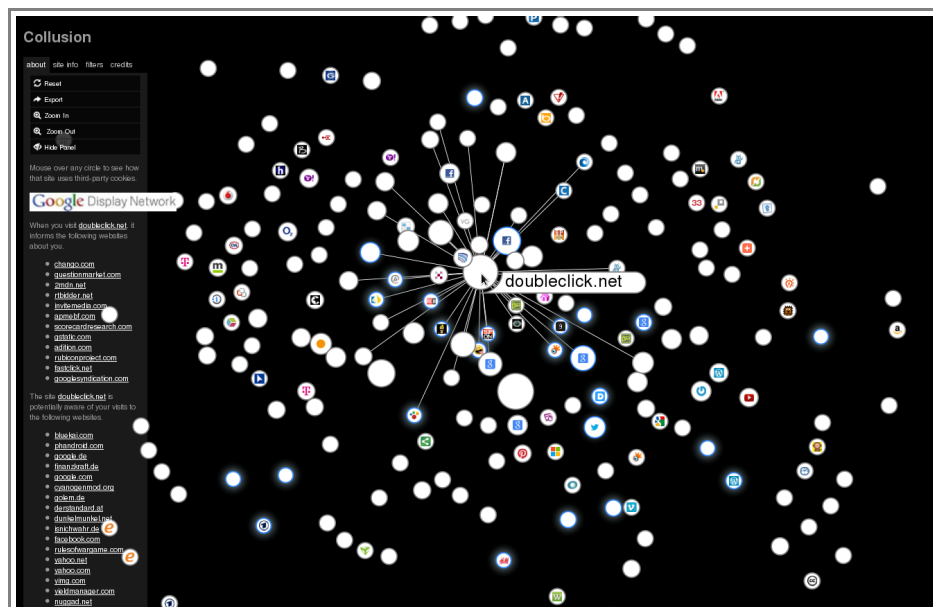 Collusion
about site info filters credits
Reset
Export
Zoom In
Zoom Out
Hide Panel
Mouse over any circle to see how
that site uses third-party cookies.
Google Display Network
When you visit doubleclick.net, it
informs the following websites
about you.
chango.com
questionmarket.com
2mdn.net
rtbidder.net
invitemedia.com
apmebf.com
scorecardresearch.com
gstatic.com
adition.com
rubiconproject.com
fastclick.net
googlesyndication.com
The site doubleclick.net is
potentially aware of your visits to
the following websites.
bluekai.com
phandroid.com
google.de
finanzkraft.de
google.com
cyanogenmod.org
golem.de
derstandard.at
dunkelmunkel.net
isnichwahr.de
facebook.com
rulesofwargame.com
yahoo.net
yahoo.com
yimg.com
yieldmanager.com
nuggad.net
doubleclick.net
33